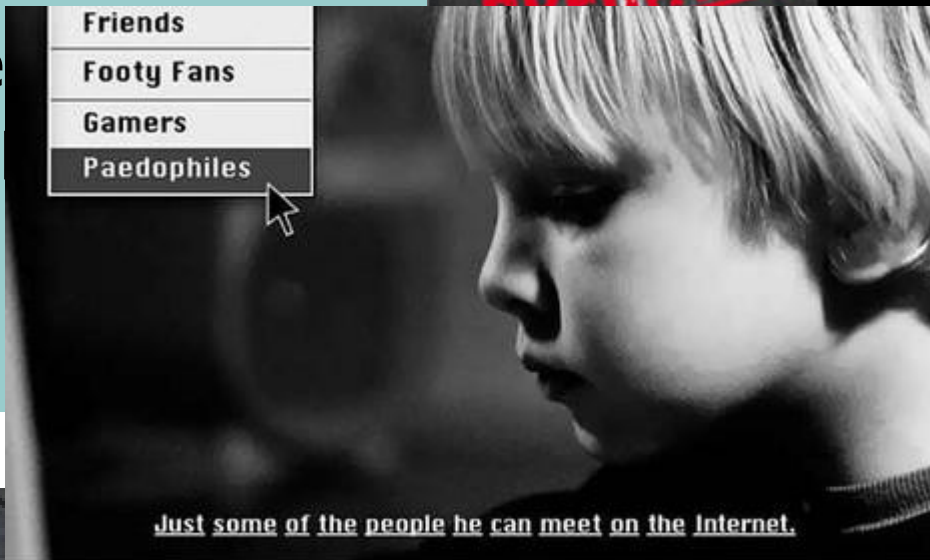 Friends
Footy Fans
Gamers
Paedophiles
Just some of the people he can meet on the Internet.